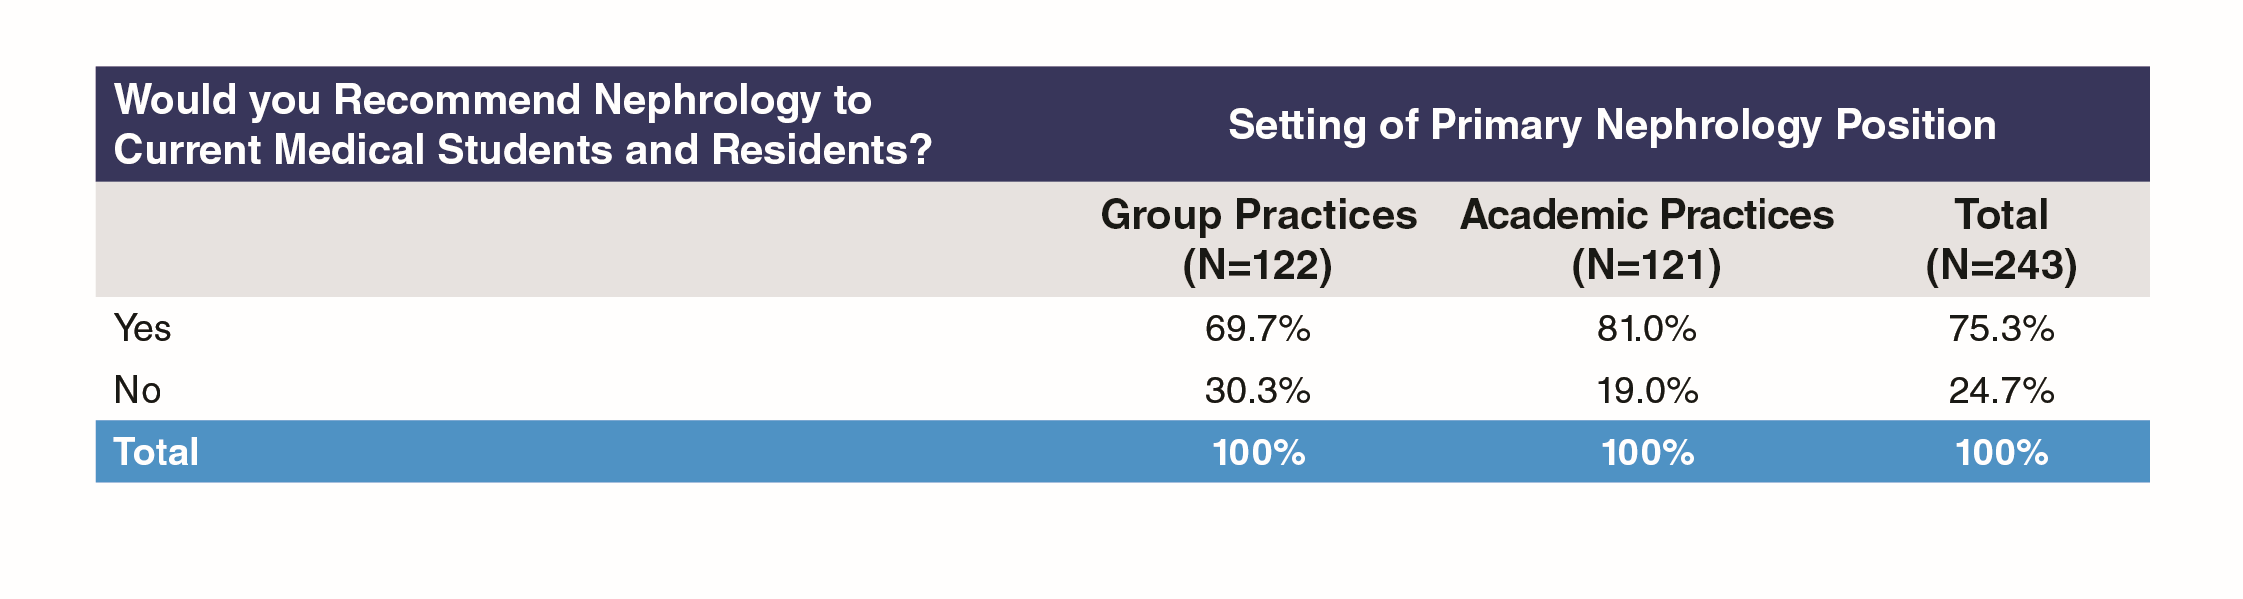 Would you Recommend Nephrology to
Current Medical Students and Residents?
Setting of Primary Nephrology Position
Group Practices Academic Practices Total
(N=122) (N=121) (N=243)
Yes 69.7% 81.0% 75.3%
No 30.3% 19.0% 24.7%
Total 100% 100% 100%